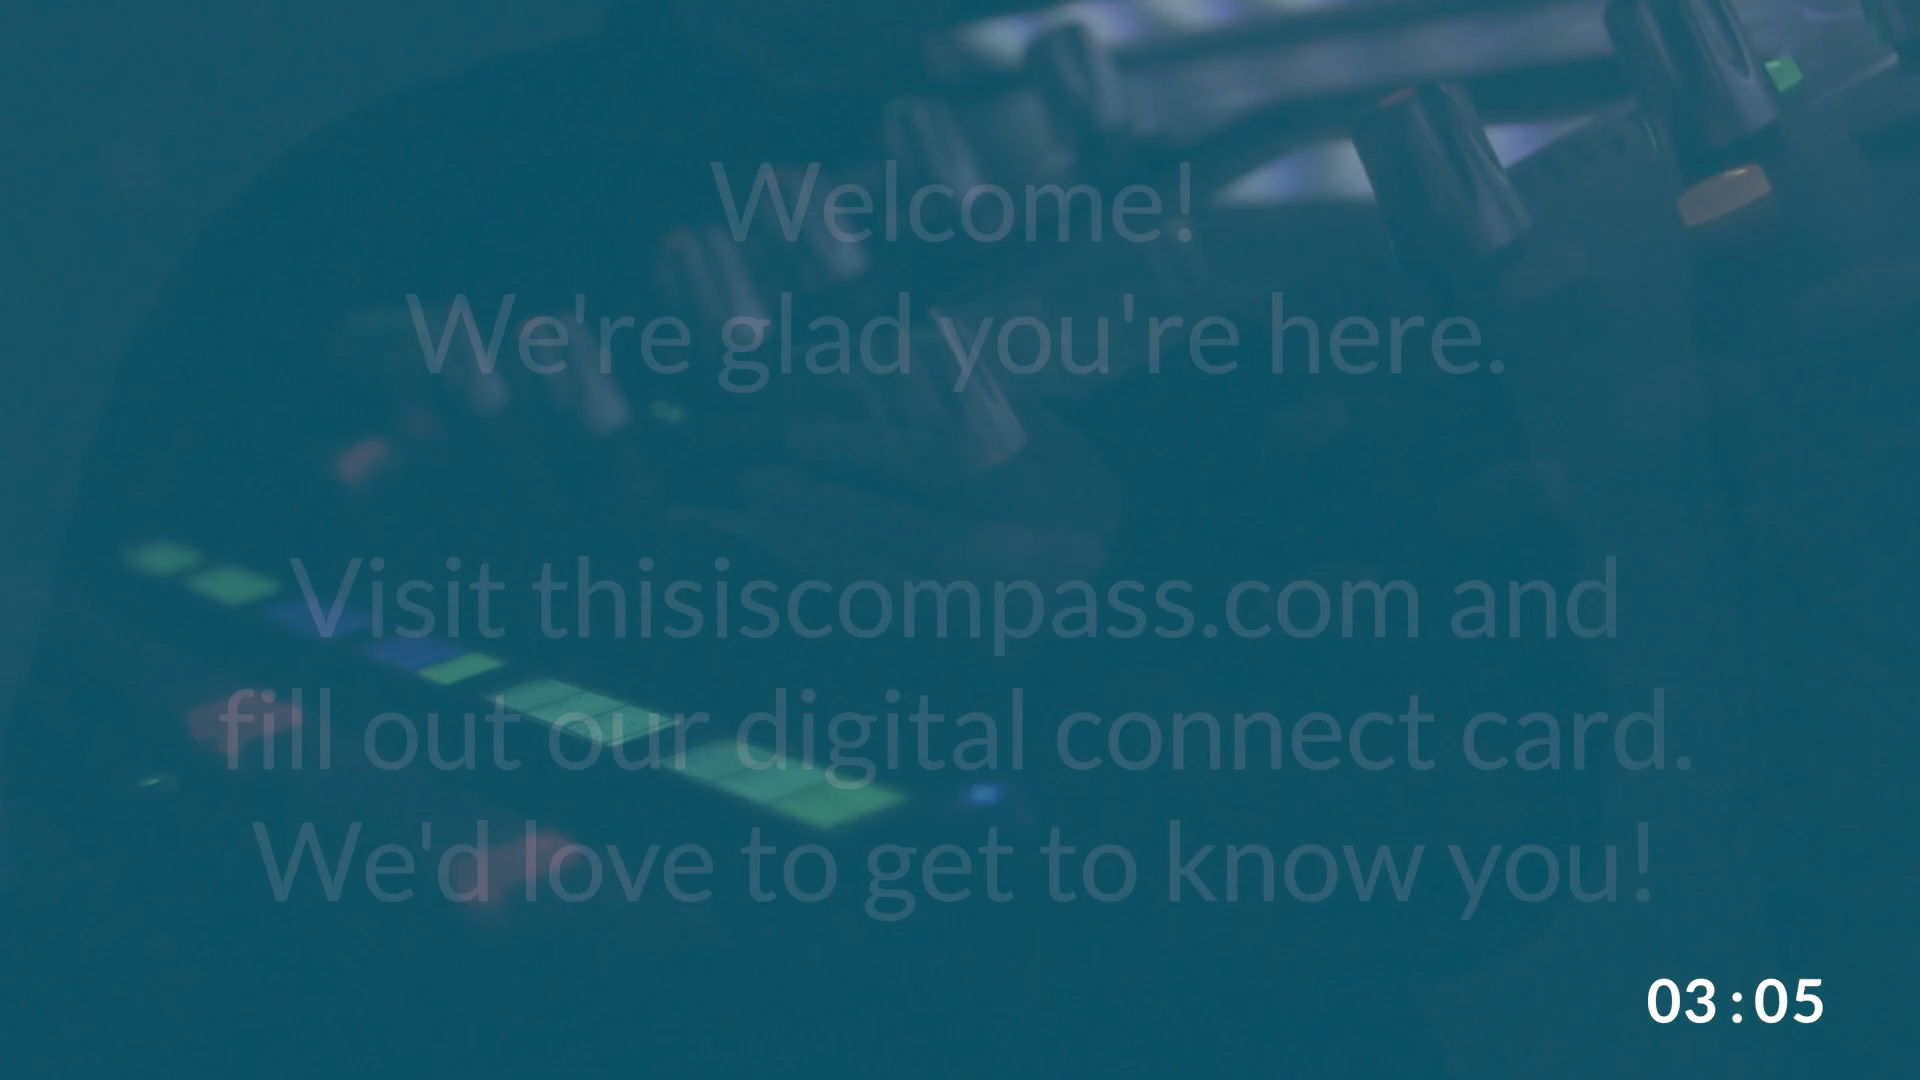 Welcome!
We're glad you're here.
Visit thisiscompass.com and
fill out our digital connect card.
We'd love to get to know you!
03:05